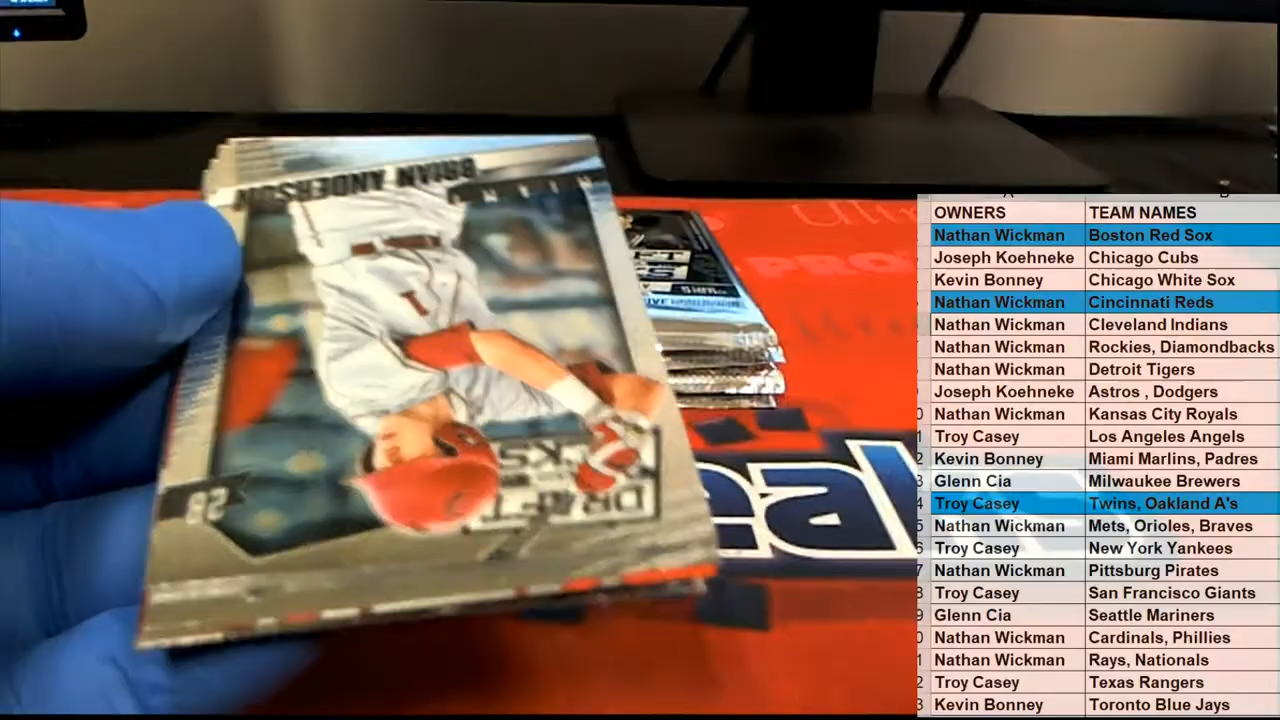 BRIAN ANDERSON
DRAFT
PRO
OWNERS TEAM NAMES
Nathan Wickman Boston Red Sox
Joseph Koehneke Chicago Cubs
Kevin Bonney Chicago White Sox
Nathan Wickman Cincinnati Reds
Nathan Wickman Cleveland Indians
Nathan Wickman Rockies, Diamondbacks
Nathan Wickman Detroit Tigers
Joseph Koehneke Astros , Dodgers
Nathan Wickman Kansas City Royals
Troy Casey Los Angeles Angels
Kevin Bonney Miami Marlins, Padres
Glenn Cia Milwaukee Brewers
Troy Casey Twins, Oakland A's
Nathan Wickman Mets, Orioles, Braves
Troy Casey New York Yankees
Nathan Wickman Pittsburg Pirates
Troy Casey San Francisco Giants
Glenn Cia Seattle Mariners
Nathan Wickman Cardinals, Phillies
Nathan Wickman Rays, Nationals
Troy Casey Texas Rangers
Kevin Bonney Toronto Blue Jays